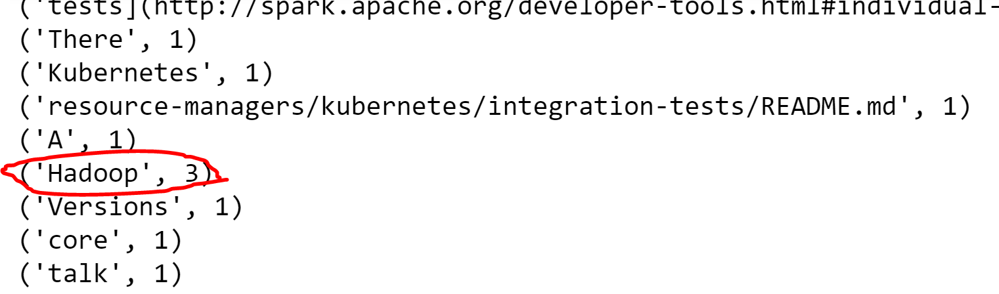 ('tests](http://spark.apache.org/developer-tools.html#individual-
('There', 1)
('Kubernetes', 1)
('resource-managers/kubernetes/integration-tests/README.md', 1)
('A', 1)
('Hadoop', 3)
('Versions', 1)
('core', 1)
('talk', 1)